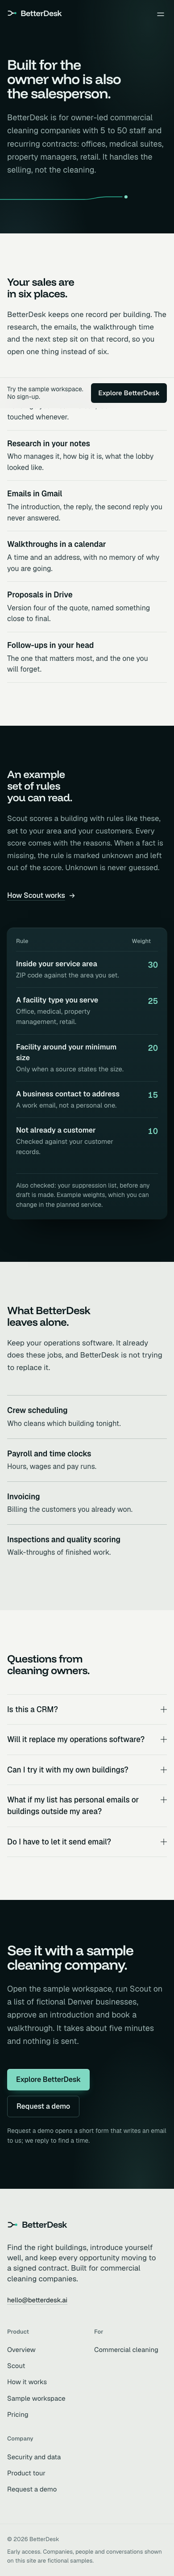 BetterDesk
Built for the
owner who is also
the salesperson.
BetterDesk is for owner-led commercial
cleaning companies with 5 to 50 staff and
recurring contracts: offices, medical suites,
property managers, retail. It handles the
selling, not the cleaning.
Your sales are
in six places.
BetterDesk keeps one record per building. The
research, the emails, the walkthrough time
and the next step sit on that record, so you
open one thing instead of six.
Try the sample workspace.
No sign-up.
Explore BetterDesk
touched whenever.
Research in your notes
Who manages it, how big it is, what the lobby
looked like.
Emails in Gmail
The introduction, the reply, the second reply you
never answered.
Walkthroughs in a calendar
A time and an address, with no memory of why
you are going.
Proposals in Drive
Version four of the quote, named something
close to final.
Follow-ups in your head
The one that matters most, and the one you
will forget.
An example
set of rules
you can read.
Scout scores a building with rules like these,
set to your area and your customers. Every
score comes with the reasons. When a fact is
missing, the rule is marked unknown and left
out of the score. Unknown is never guessed.
How Scout works →
Rule Weight
Inside your service area 30
ZIP code against the area you set.
A facility type you serve 25
Office, medical, property
management, retail.
Facility around your minimum 20
size
Only when a source states the size.
A business contact to address 15
A work email, not a personal one.
Not already a customer 10
Checked against your customer
records.
Also checked: your suppression list, before any
draft is made. Example weights, which you can
change in the planned service.
What BetterDesk
leaves alone.
Keep your operations software. It already
does these jobs, and BetterDesk is not trying
to replace it.
Crew scheduling
Who cleans which building tonight.
Payroll and time clocks
Hours, wages and pay runs.
Invoicing
Billing the customers you already won.
Inspections and quality scoring
Walk-throughs of finished work.
Questions from
cleaning owners.
Is this a CRM?
Will it replace my operations software?
Can I try it with my own buildings?
What if my list has personal emails or
buildings outside my area?
Do I have to let it send email?
See it with a sample
cleaning company.
Open the sample workspace, run Scout on
a list of fictional Denver businesses,
approve an introduction and book a
walkthrough. It takes about five minutes
and nothing is sent.
Explore BetterDesk
Request a demo
Request a demo opens a short form that writes an email
to us; we reply to find a time.
BetterDesk
Find the right buildings, introduce yourself
well, and keep every opportunity moving to
a signed contract. Built for commercial
cleaning companies.
hello@betterdesk.ai
Product For
Overview Commercial cleaning
Scout
How it works
Sample workspace
Pricing
Company
Security and data
Product tour
Request a demo
© 2026 BetterDesk
Early access. Companies, people and conversations shown
on this site are fictional samples.